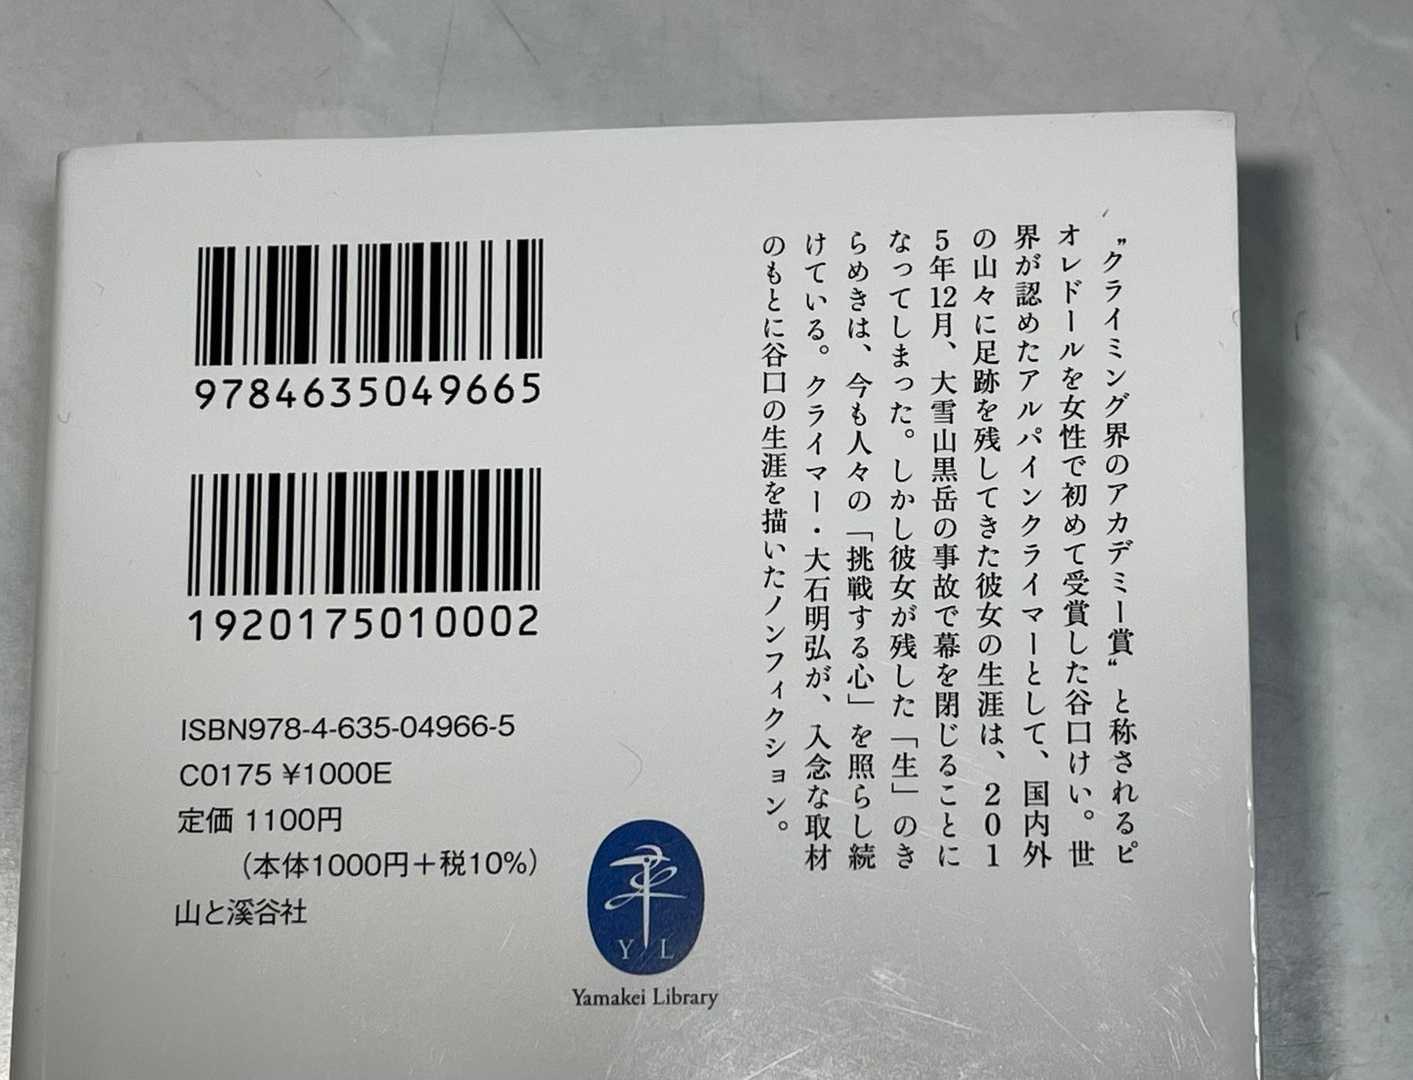 ”クライミング界のアカデミー賞“と称されるピ
オレドールを女性で初めて受賞した谷口けい。世
界が認めたアルパインクライマーとして、国内外
の山々に足跡を残してきた彼女の生涯は、201
5年12月、大雪山黒岳の事故で幕を閉じることに
なってしまった。しかし彼女が残した「生」のき
らめきは、今も人々の「挑戦する心」を照らし続
けている。クライマー・大石明弘が、入念な取材
のもとに谷口の生涯を描いたノンフィクション。
9784635049665
1920175010002
ISBN978-4-635-04966-5
C0175 ¥1000E
定価 1100円
（本体1000円＋税10%）
山と溪谷社
Y L
Yamakei Library